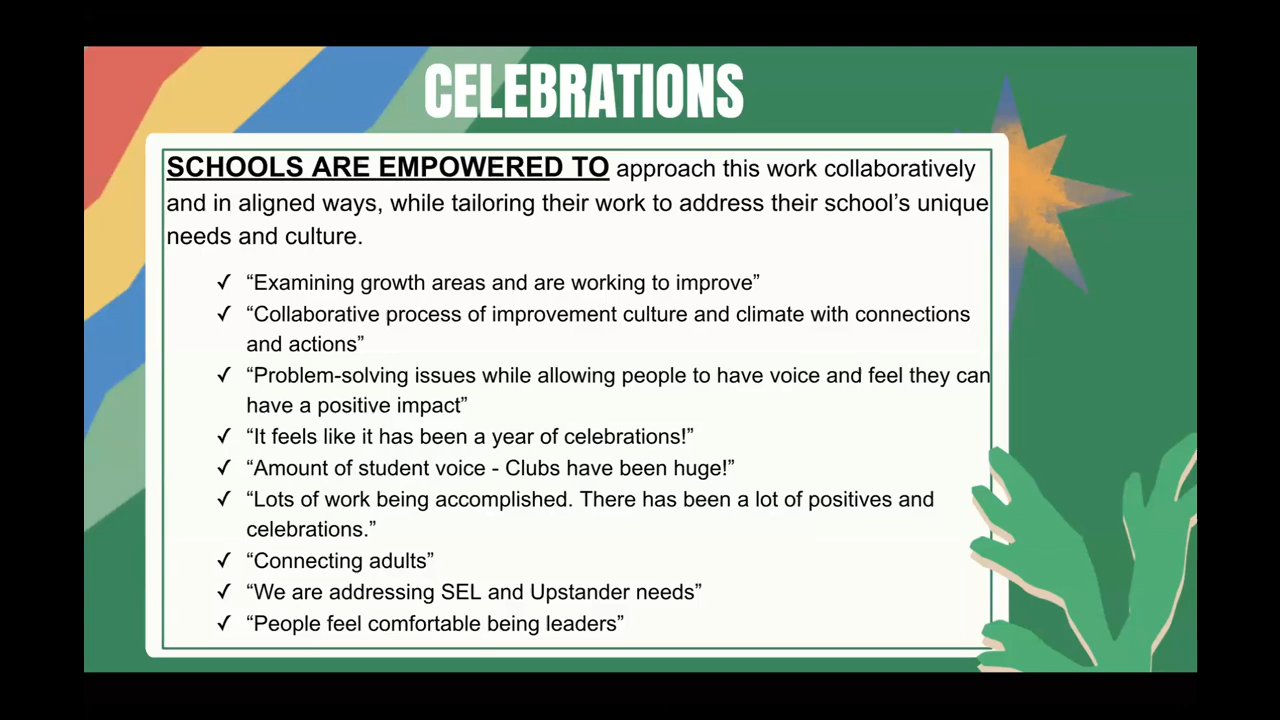 CELEBRATIONS
SCHOOLS ARE EMPOWERED TO approach this work collaboratively
and in aligned ways, while tailoring their work to address their school’s unique
needs and culture.
✓ “Examining growth areas and are working to improve”
✓ “Collaborative process of improvement culture and climate with connections
and actions”
✓ “Problem-solving issues while allowing people to have voice and feel they can
have a positive impact”
✓ “It feels like it has been a year of celebrations!”
✓ “Amount of student voice - Clubs have been huge!”
✓ “Lots of work being accomplished. There has been a lot of positives and
celebrations.”
✓ “Connecting adults”
✓ “We are addressing SEL and Upstander needs”
✓ “People feel comfortable being leaders”